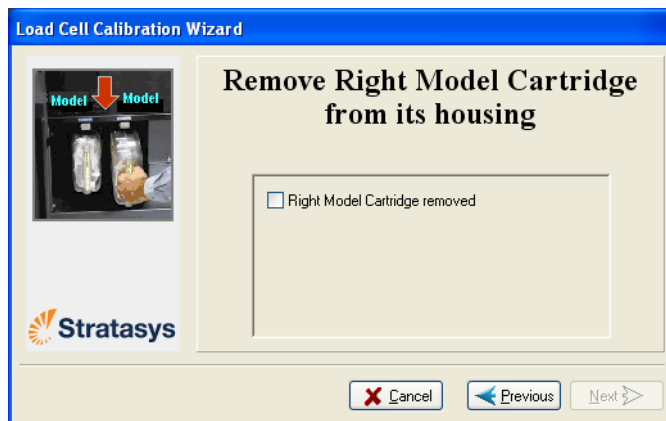 Load Cell Calibration Wizard
Model Model
Remove Right Model Cartridge
from its housing
Right Model Cartridge removed
Stratasys
Cancel
Previous
Next